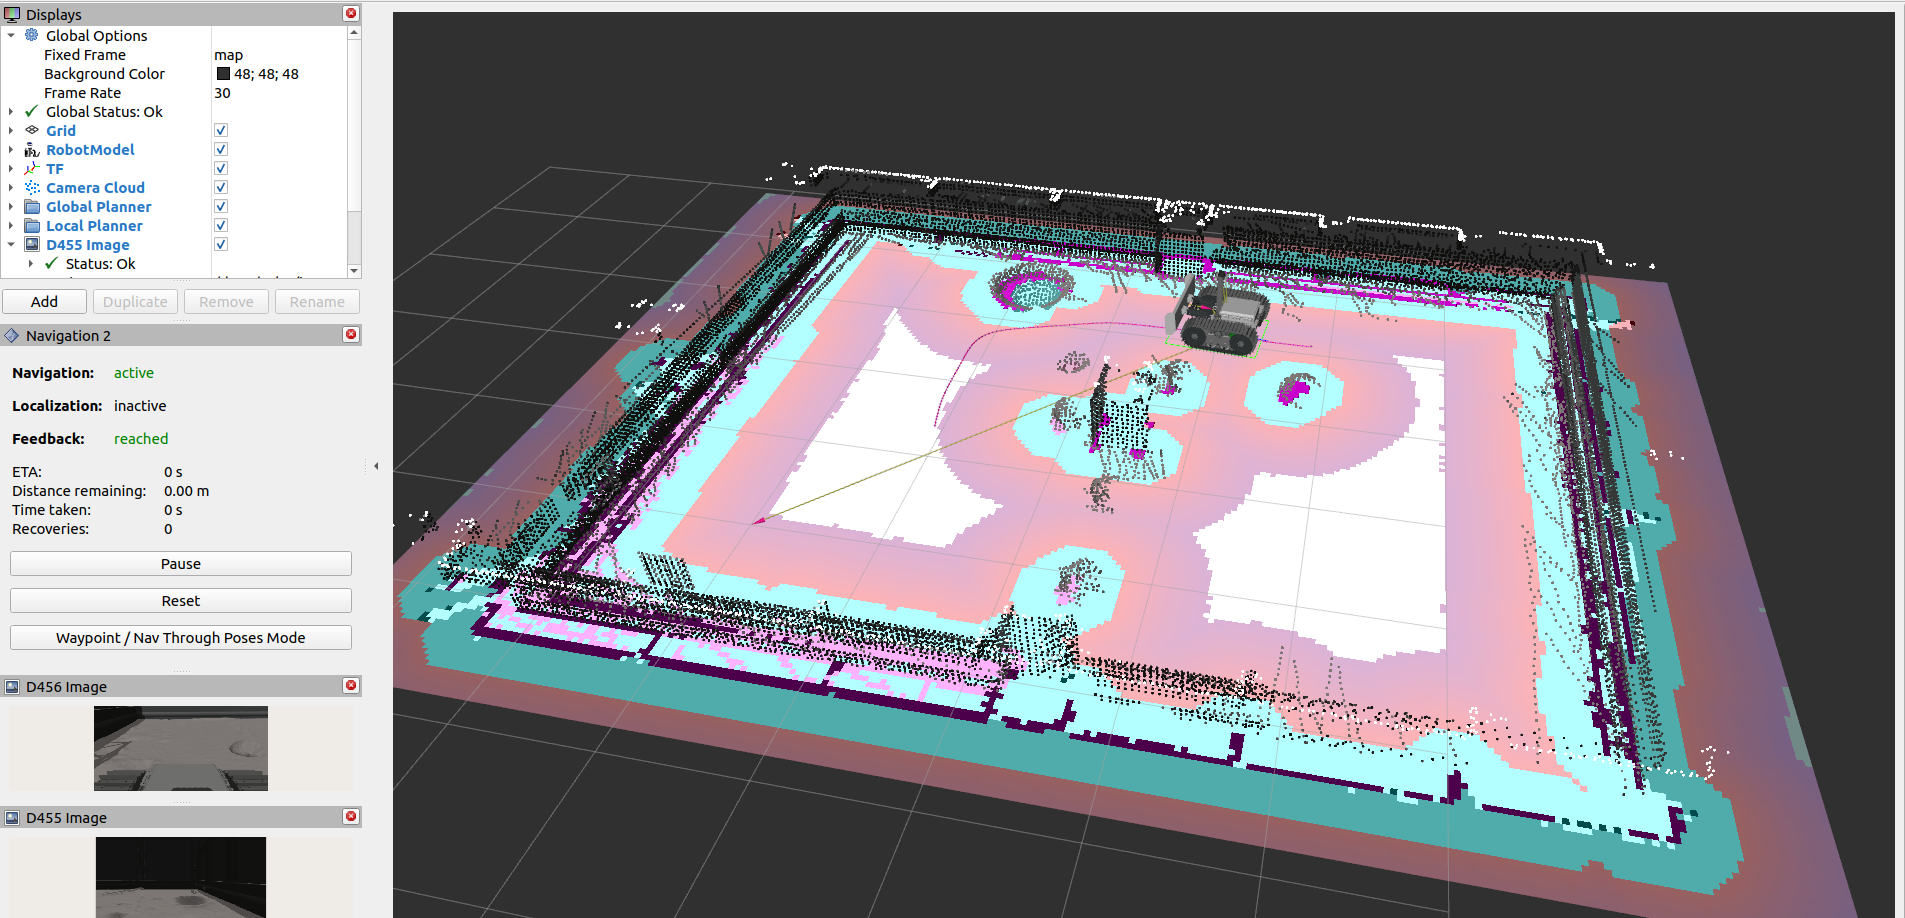 Displays
Global Options
Fixed Frame map
Background Color 48; 48; 48
Frame Rate 30
Global Status: Ok
Grid
RobotModel
TF
Camera Cloud
Global Planner
Local Planner
D455 Image
Status: Ok
Add Duplicate Remove Rename
Navigation 2
Navigation: active
Localization: inactive
Feedback: reached
ETA: 0 s
Distance remaining: 0.00 m
Time taken: 0 s
Recoveries: 0
Pause
Reset
Waypoint / Nav Through Poses Mode
D456 Image
D455 Image